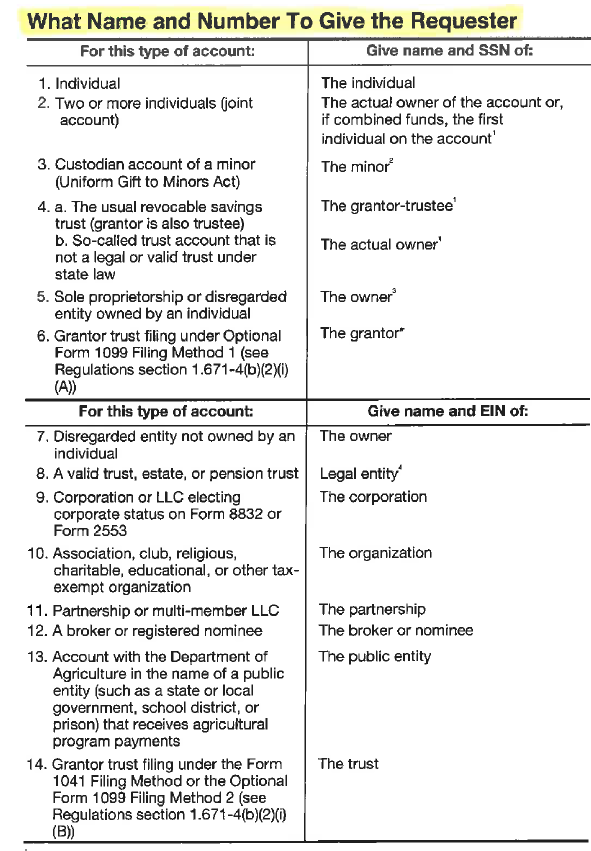 What Name and Number To Give the Requester
For this type of account: Give name and SSN of:
1. Individual The individual
2. Two or more individuals (joint The actual owner of the account or,
account) if combined funds, the first
individual on the account¹
3. Custodian account of a minor The minor²
(Uniform Gift to Minors Act)
4. a. The usual revocable savings The grantor-trustee¹
trust (grantor is also trustee)
b. So-called trust account that is The actual owner¹
not a legal or valid trust under
state law
5. Sole proprietorship or disregarded The owner³
entity owned by an individual
6. Grantor trust filing under Optional The grantor*
Form 1099 Filing Method 1 (see
Regulations section 1.671-4(b)(2)(i)
(A))
For this type of account: Give name and EIN of:
7. Disregarded entity not owned by an The owner
individual
8. A valid trust, estate, or pension trust Legal entity⁴
9. Corporation or LLC electing The corporation
corporate status on Form 8832 or
Form 2553
10. Association, club, religious, The organization
charitable, educational, or other tax-
exempt organization
11. Partnership or multi-member LLC The partnership
12. A broker or registered nominee The broker or nominee
13. Account with the Department of The public entity
Agriculture in the name of a public
entity (such as a state or local
government, school district, or
prison) that receives agricultural
program payments
14. Grantor trust filing under the Form The trust
1041 Filing Method or the Optional
Form 1099 Filing Method 2 (see
Regulations section 1.671-4(b)(2)(i)
(B))